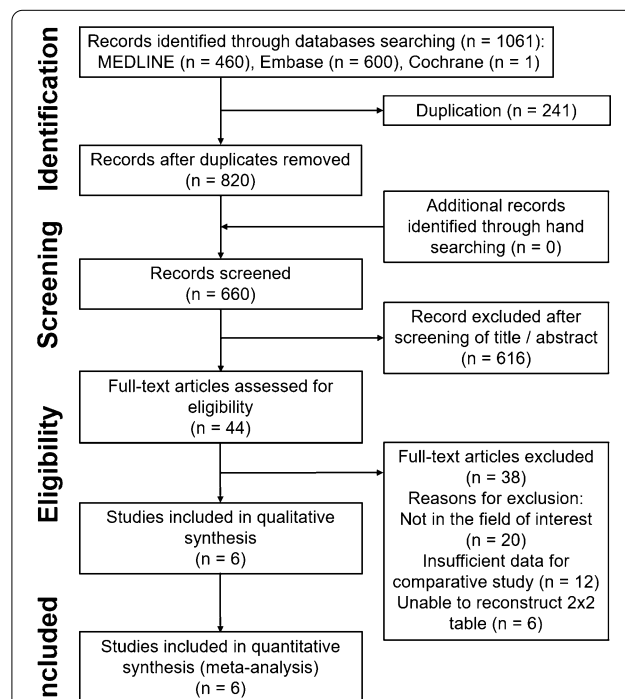 Identification
Records identified through databases searching (n = 1061):
MEDLINE (n = 460), Embase (n = 600), Cochrane (n = 1)
Duplication (n = 241)
Records after duplicates removed
(n = 820)
Screening
Additional records
identified through hand
searching (n = 0)
Records screened
(n = 660)
Record excluded after
screening of title / abstract
(n = 616)
Eligibility
Full-text articles assessed for
eligibility
(n = 44)
Full-text articles excluded
(n = 38)
Reasons for exclusion:
Not in the field of interest
(n = 20)
Insufficient data for
comparative study (n = 12)
Unable to reconstruct 2x2
table (n = 6)
Studies included in qualitative
synthesis
(n = 6)
ncluded
Studies included in quantitative
synthesis (meta-analysis)
(n = 6)